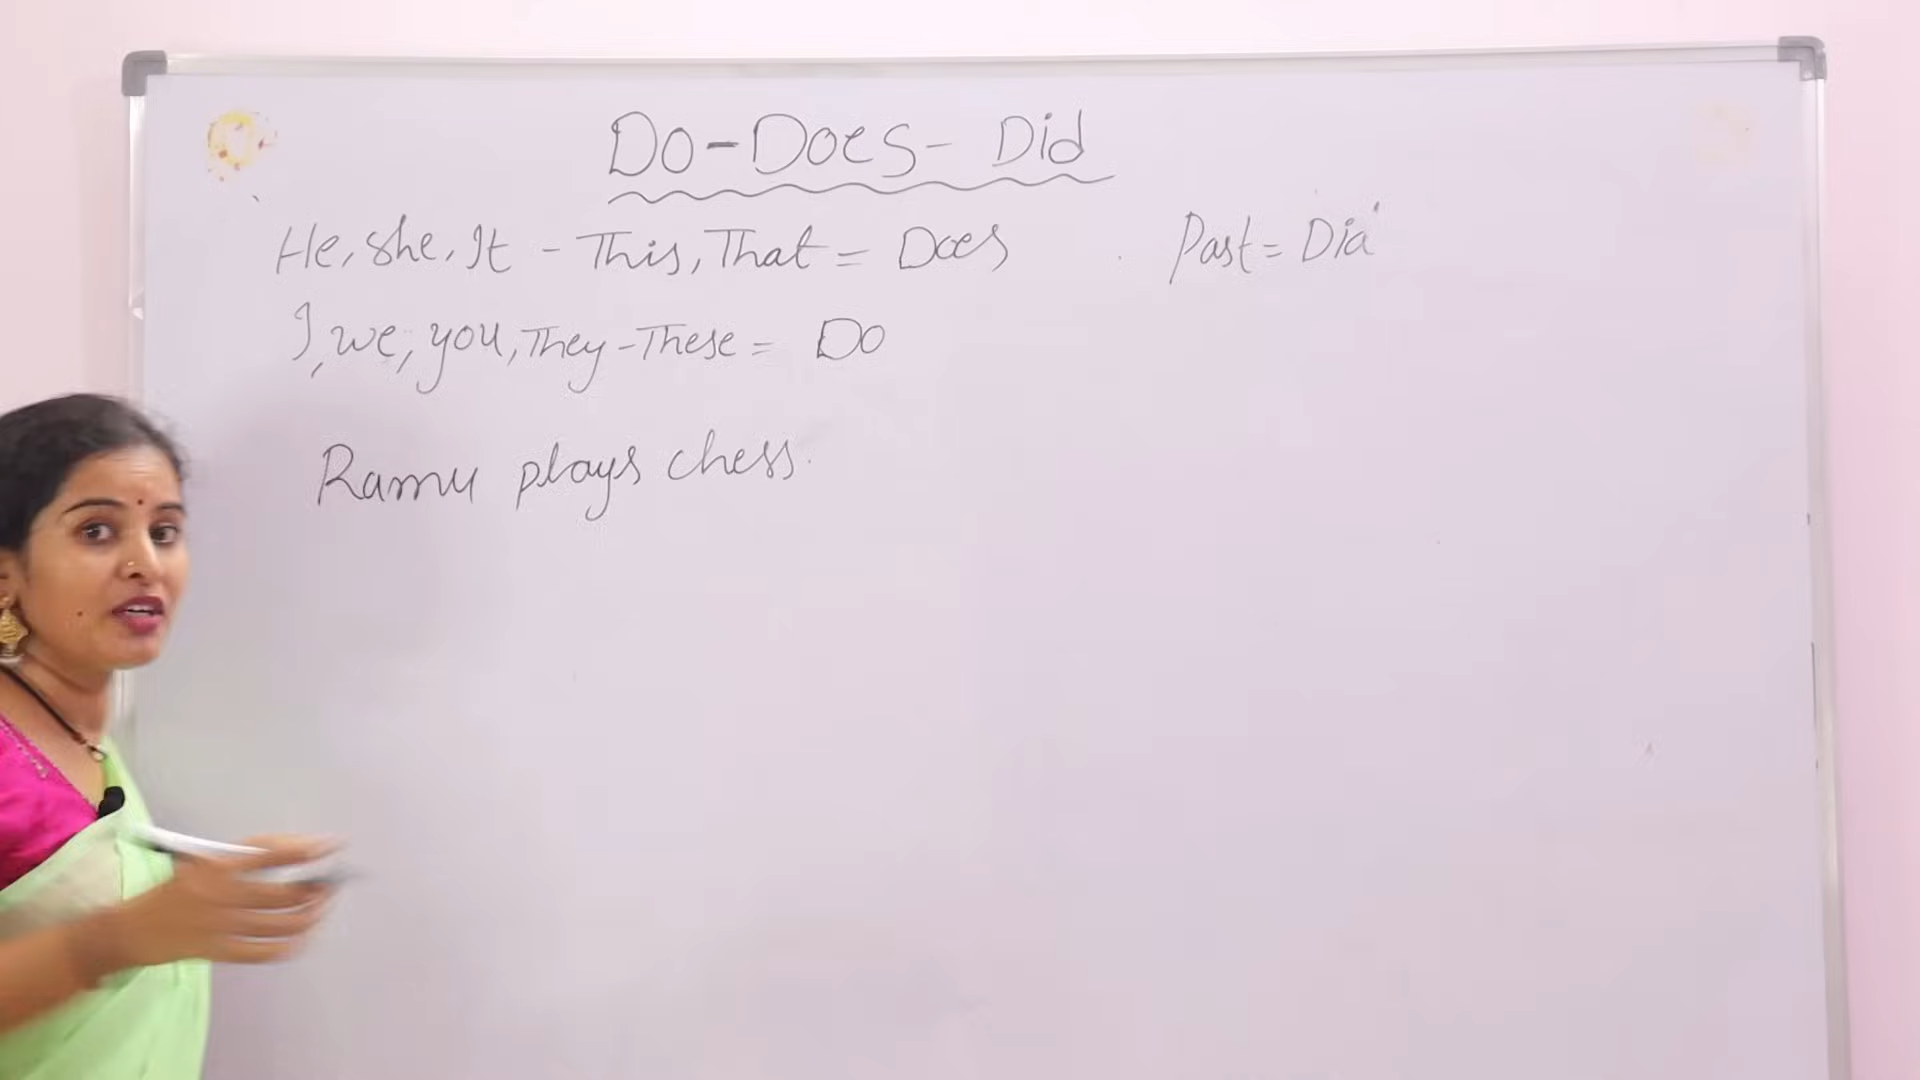 Do-Does- Did
He, she, It - This, That = Does
Past = Did
I, we, you, They-These = Do
Ramu plays chess.